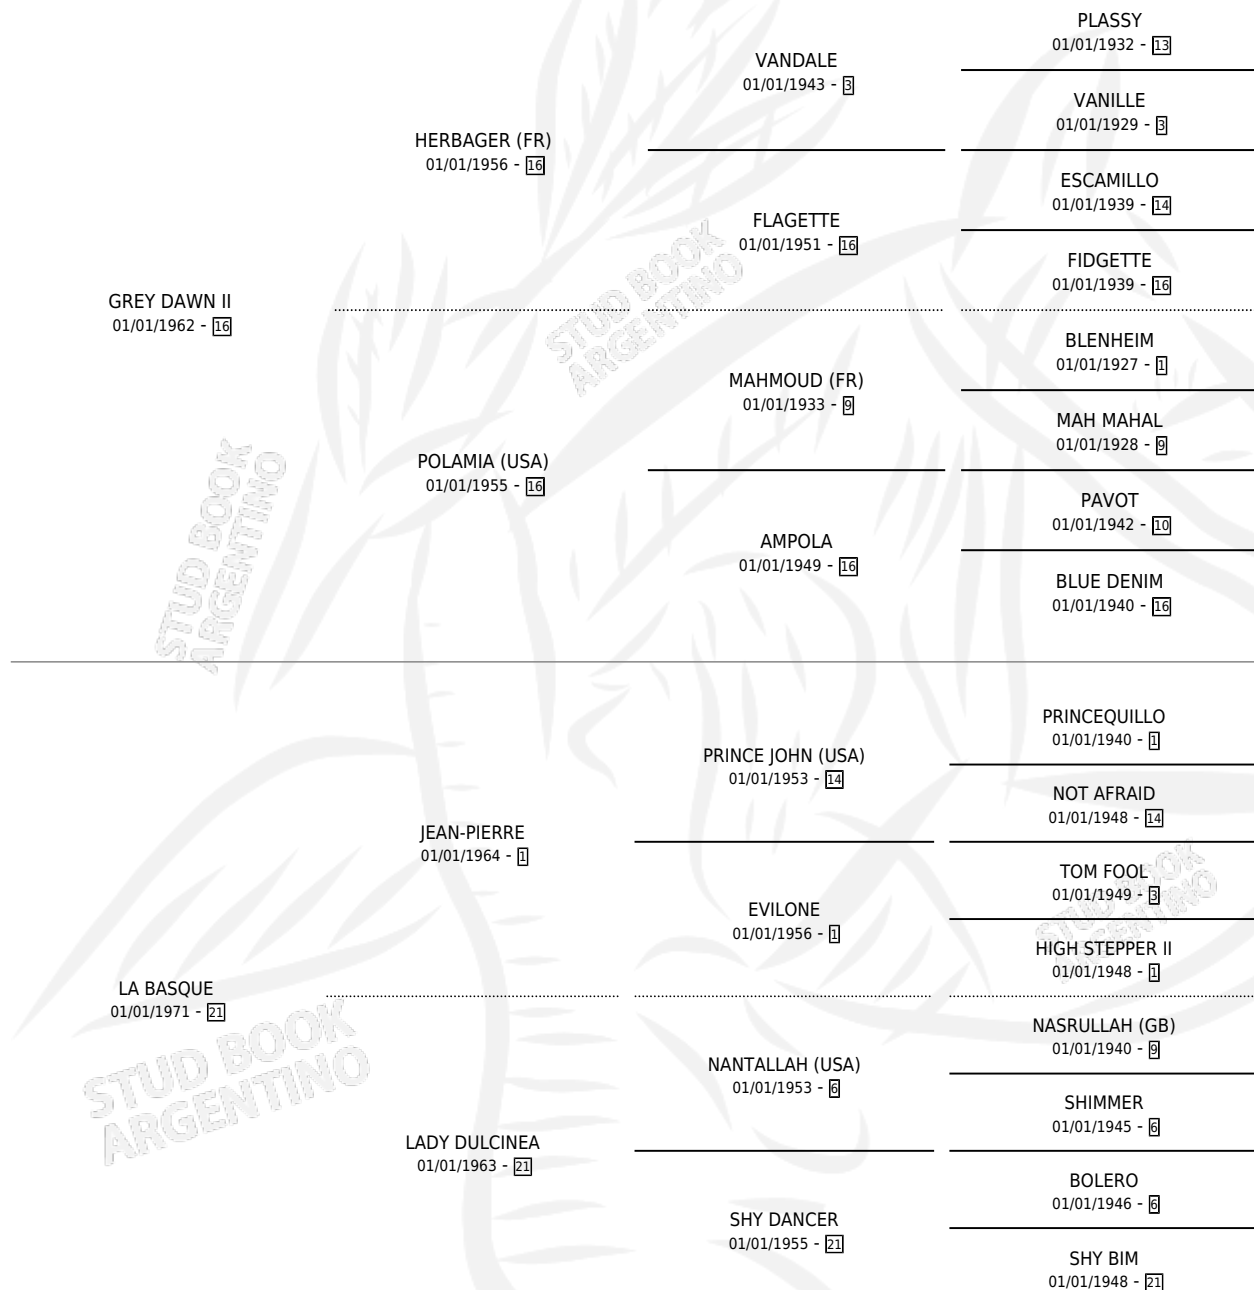 PLASSY
01/01/1932 - 13
VANDALE
01/01/1943 - 3
VANILLE
01/01/1929 - 3
HERBAGER (FR)
01/01/1956 - 16
ESCAMILLO
01/01/1939 - 14
FLAGETTE
01/01/1951 - 16
FIDGETTE
01/01/1939 - 16
GREY DAWN II
01/01/1962 - 16
STUD BOOK
ARGENTINO
BLENHEIM
01/01/1927 - 1
MAHMOUD (FR)
01/01/1933 - 9
MAH MAHAL
01/01/1928 - 9
POLAMIA (USA)
01/01/1955 - 16
PAVOT
01/01/1942 - 10
AMPOLA
01/01/1949 - 16
BLUE DENIM
01/01/1940 - 16
STUD BOOK
ARGENTINO
PRINCEQUILLO
01/01/1940 - 1
PRINCE JOHN (USA)
01/01/1953 - 14
NOT AFRAID
01/01/1948 - 14
JEAN-PIERRE
01/01/1964 - 1
TOM FOOL
01/01/1949 - 3
EVILONE
01/01/1956 - 1
HIGH STEPPER II
01/01/1948 - 1
STUD BOOK
ARGENTINO
LA BASQUE
01/01/1971 - 21
NASRULLAH (GB)
01/01/1940 - 9
NANTALLAH (USA)
01/01/1953 - 6
SHIMMER
01/01/1945 - 6
STUD BOOK
ARGENTINO
LADY DULCINEA
01/01/1963 - 21
BOLERO
01/01/1946 - 6
SHY DANCER
01/01/1955 - 21
SHY BIM
01/01/1948 - 21